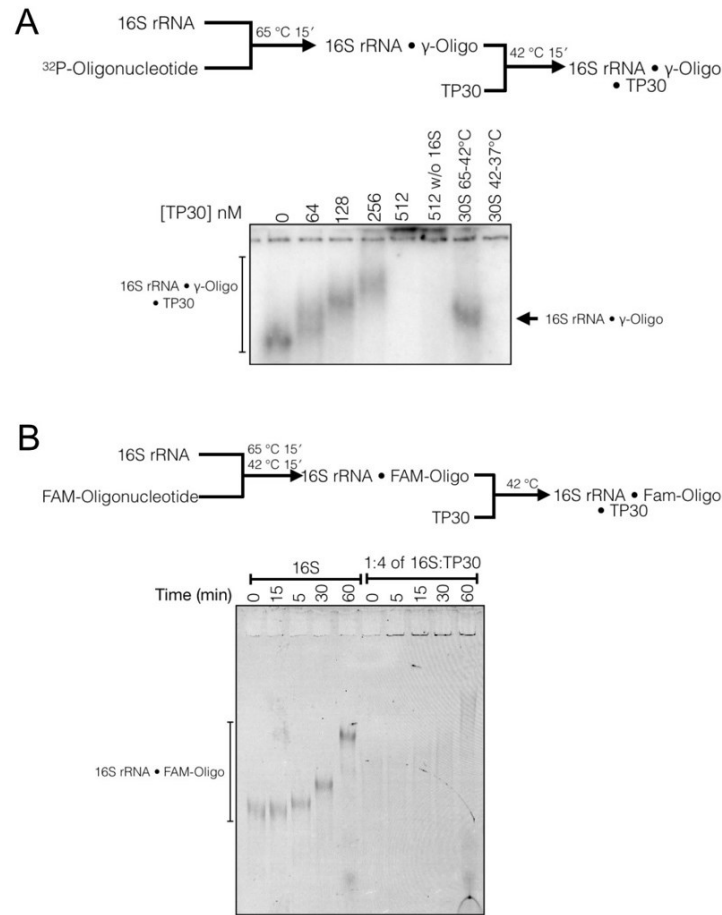 A
16S rRNA
³²P-Oligonucleotide
65 °C 15′
16S rRNA • γ-Oligo
TP30
42 °C 15′
16S rRNA • γ-Oligo
• TP30
[TP30] nM
0
64
128
256
512
512 w/o 16S
30S 65-42°C
30S 42-37°C
16S rRNA • γ-Oligo
• TP30
16S rRNA • γ-Oligo
B
16S rRNA
FAM-Oligonucleotide
65 °C 15′
42 °C 15′
16S rRNA • FAM-Oligo
TP30
42 °C
16S rRNA • Fam-Oligo
• TP30
16S
1:4 of 16S:TP30
Time (min)
0
15
5
30
60
0
5
15
30
60
16S rRNA • FAM-Oligo